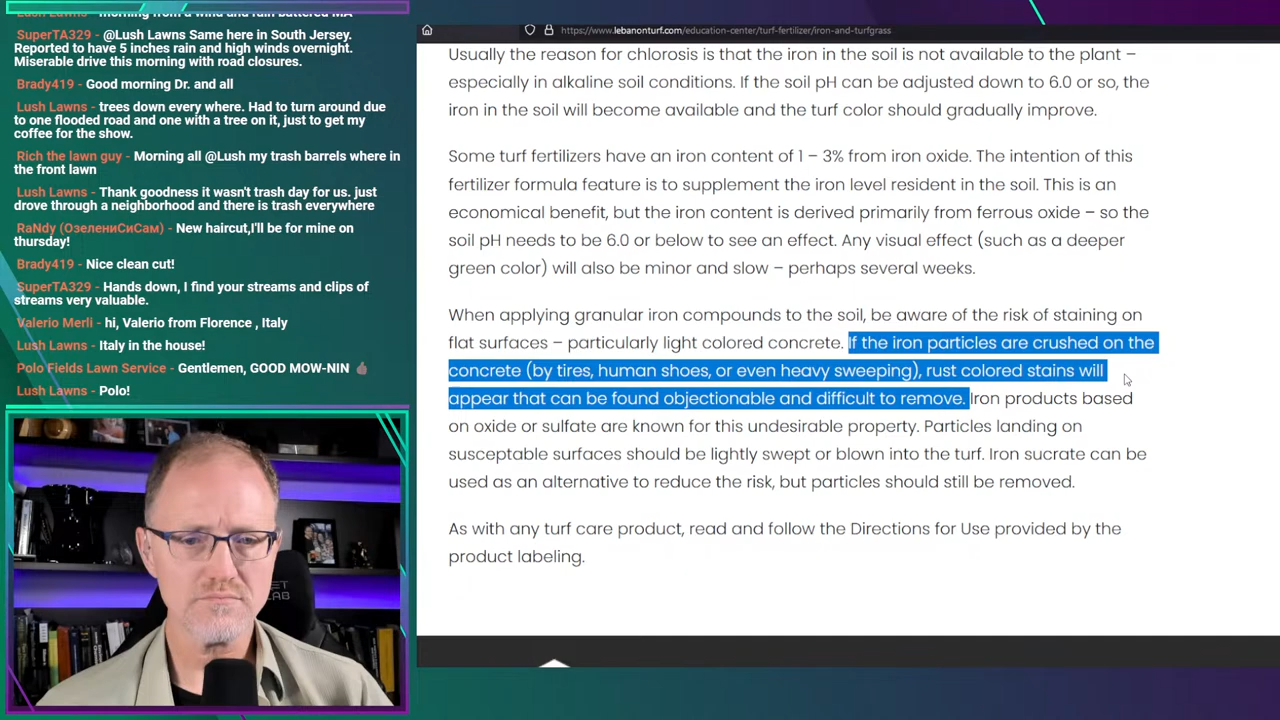 Lush Lawns - morning from a wind and rain battered MA
SuperTA329 - @Lush Lawns Same here in South Jersey.
Reported to have 5 inches rain and high winds overnight.
Miserable drive this morning with road closures.
Brady419 - Good morning Dr. and all
Lush Lawns - trees down every where. Had to turn around due
to one flooded road and one with a tree on it, just to get my
coffee for the show.
Rich the lawn guy - Morning all @Lush my trash barrels where in
the front lawn
Lush Lawns - Thank goodness it wasn't trash day for us. just
drove through a neighborhood and there is trash everywhere
RaNdy (ОзелениСиСам) - New haircut,I'll be for mine on
thursday!
Brady419 - Nice clean cut!
SuperTA329 - Hands down, I find your streams and clips of
streams very valuable.
Valerio Merli - hi, Valerio from Florence , Italy
Lush Lawns - Italy in the house!
Polo Fields Lawn Service - Gentlemen, GOOD MOW-NIN 👍🏾
Lush Lawns - Polo!
https://www.lebanonturf.com/education-center/turf-fertilizer/iron-and-turfgrass
Usually the reason for chlorosis is that the iron in the soil is not available to the plant –
especially in alkaline soil conditions. If the soil pH can be adjusted down to 6.0 or so, the
iron in the soil will become available and the turf color should gradually improve.
Some turf fertilizers have an iron content of 1 – 3% from iron oxide. The intention of this
fertilizer formula feature is to supplement the iron level resident in the soil. This is an
economical benefit, but the iron content is derived primarily from ferrous oxide – so the
soil pH needs to be 6.0 or below to see an effect. Any visual effect (such as a deeper
green color) will also be minor and slow – perhaps several weeks.
When applying granular iron compounds to the soil, be aware of the risk of staining on
flat surfaces – particularly light colored concrete. If the iron particles are crushed on the
concrete (by tires, human shoes, or even heavy sweeping), rust colored stains will
appear that can be found objectionable and difficult to remove. Iron products based
on oxide or sulfate are known for this undesirable property. Particles landing on
susceptable surfaces should be lightly swept or blown into the turf. Iron sucrate can be
used as an alternative to reduce the risk, but particles should still be removed.
As with any turf care product, read and follow the Directions for Use provided by the
product labeling.